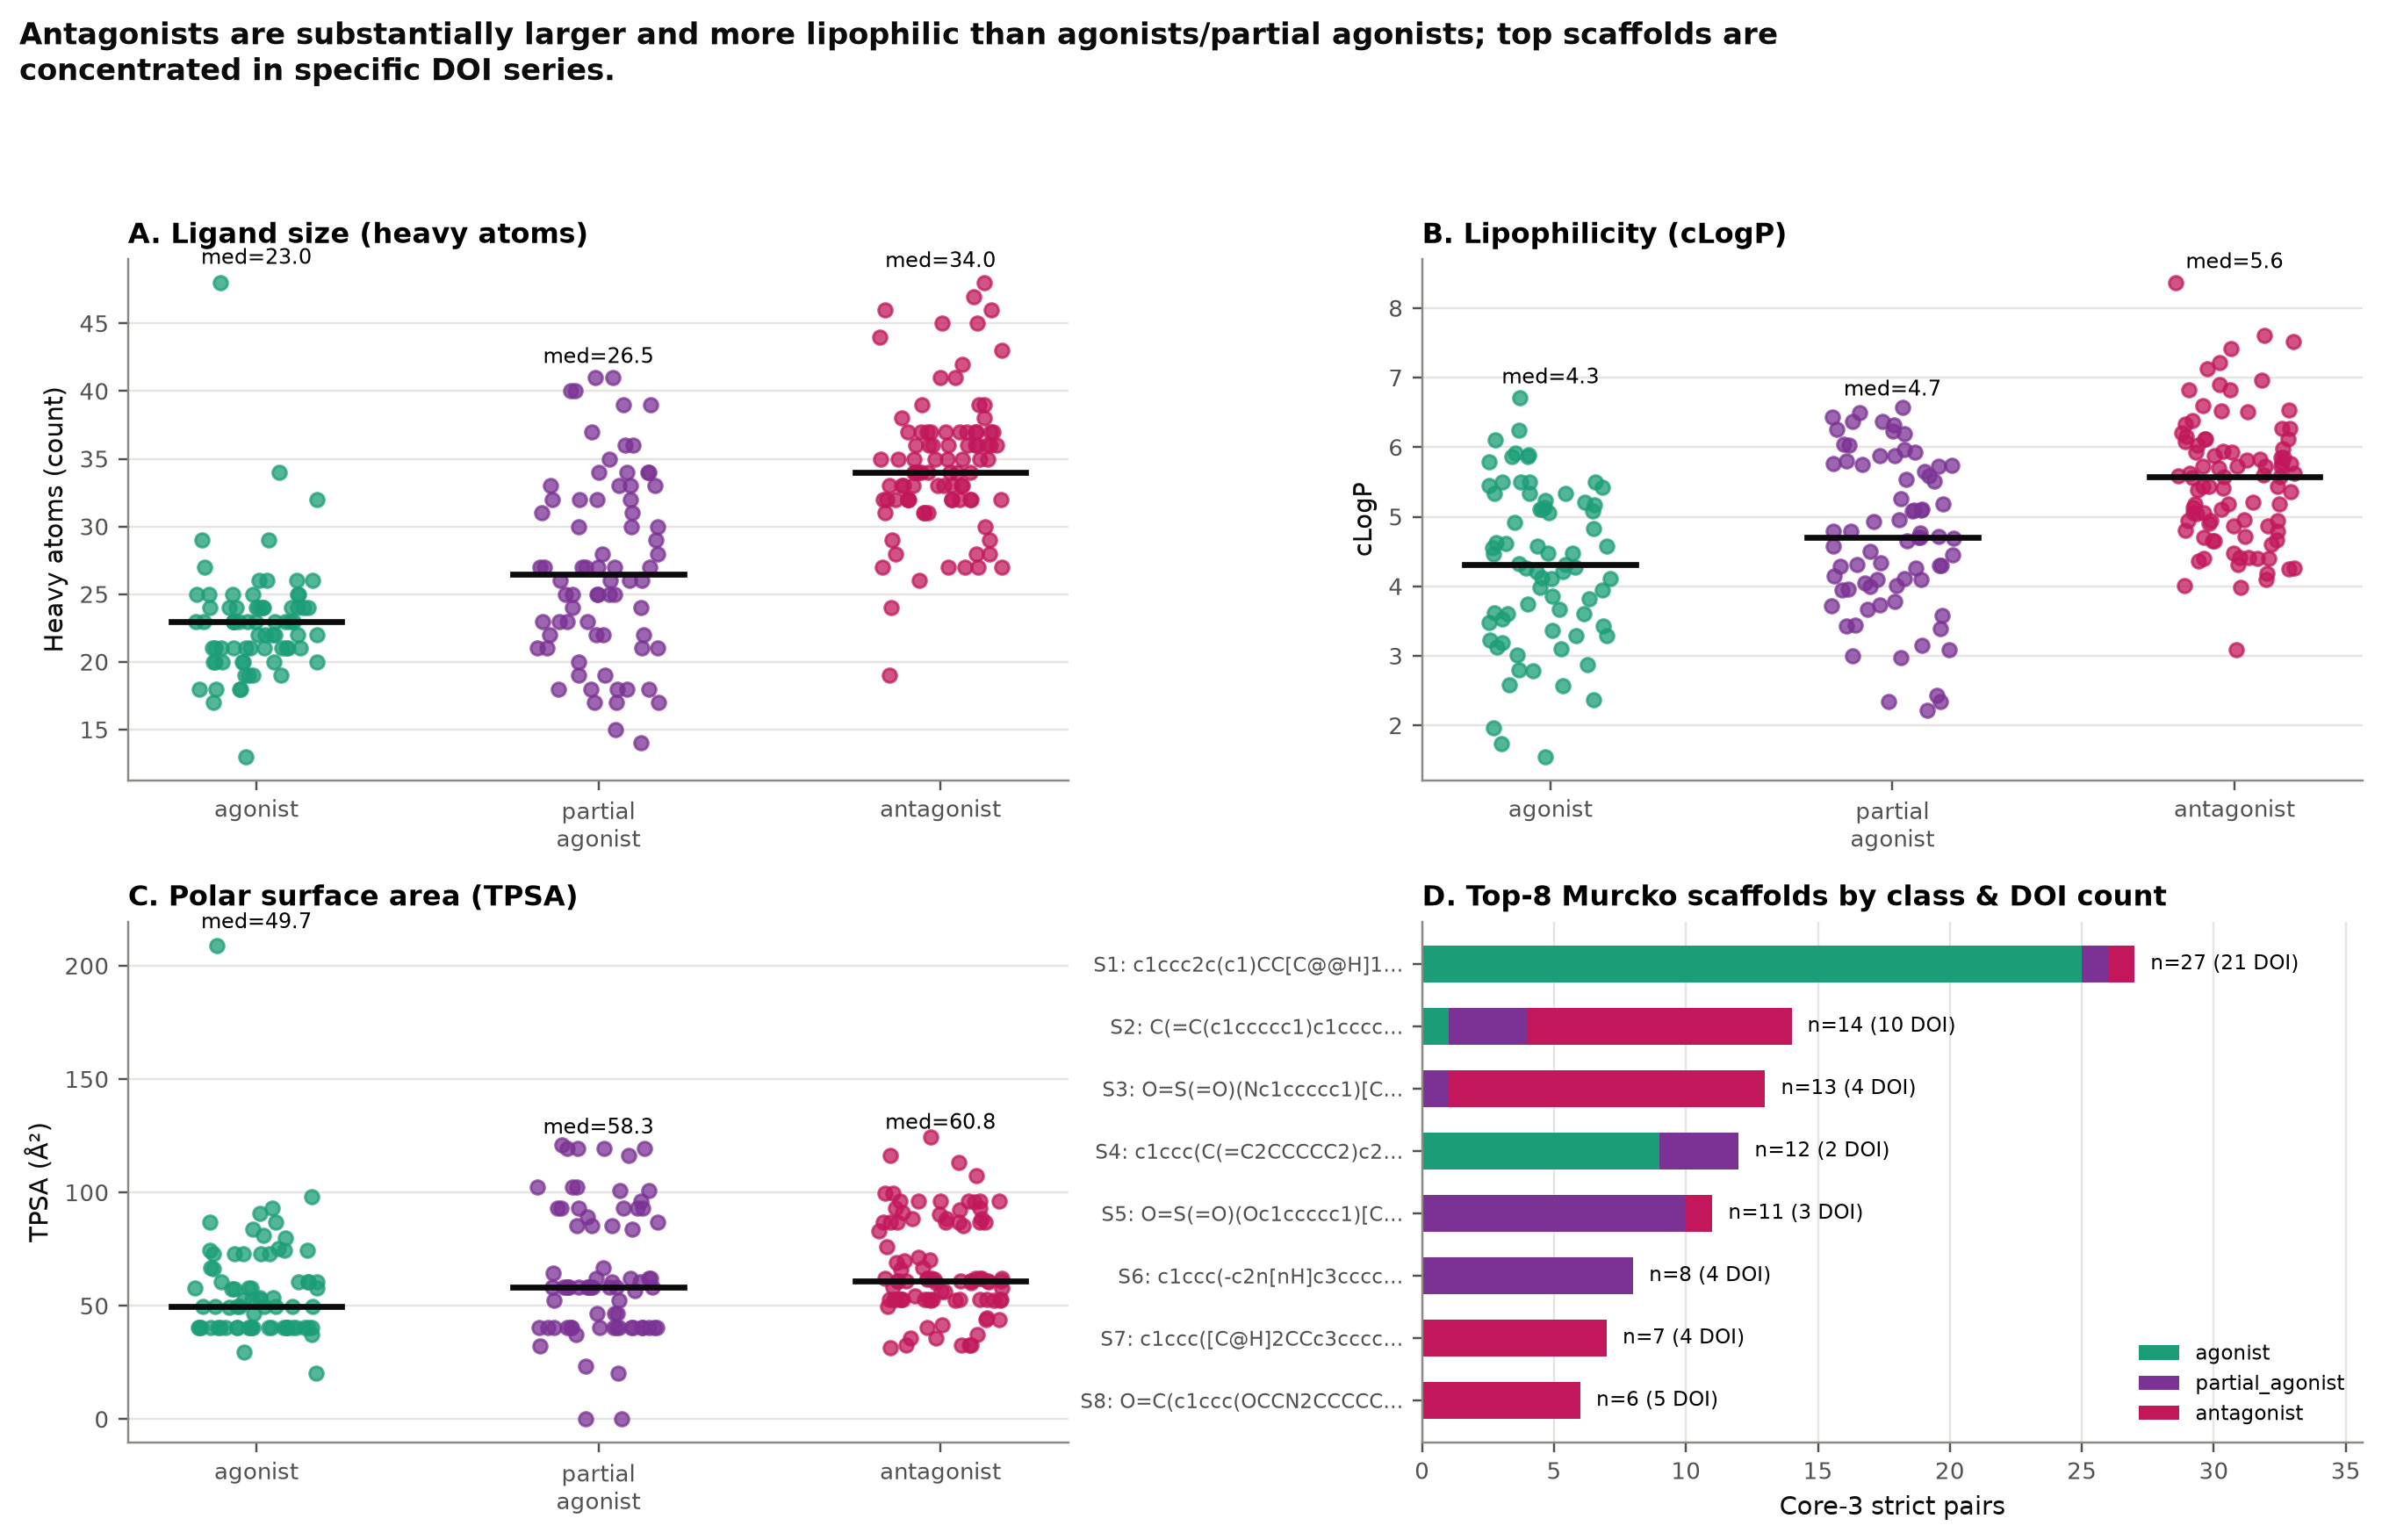 Antagonists are substantially larger and more lipophilic than agonists/partial agonists; top scaffolds are
concentrated in specific DOI series.
A. Ligand size (heavy atoms)
med=23.0
med=26.5
med=34.0
Heavy atoms (count)
45
40
35
30
25
20
15
agonist
partial
agonist
antagonist
B. Lipophilicity (cLogP)
med=4.3
med=4.7
med=5.6
cLogP
8
7
6
5
4
3
2
agonist
partial
agonist
antagonist
C. Polar surface area (TPSA)
med=49.7
med=58.3
med=60.8
TPSA (Å²)
200
150
100
50
0
agonist
partial
agonist
antagonist
D. Top-8 Murcko scaffolds by class & DOI count
S1: c1ccc2c(c1)CC[C@@H]1... n=27 (21 DOI)
S2: C(=C(c1ccccc1)c1cccc... n=14 (10 DOI)
S3: O=S(=O)(Nc1ccccc1)[C... n=13 (4 DOI)
S4: c1ccc(C(=C2CCCCC2)c2... n=12 (2 DOI)
S5: O=S(=O)(Oc1ccccc1)[C... n=11 (3 DOI)
S6: c1ccc(-c2n[nH]c3cccc... n=8 (4 DOI)
S7: c1ccc([C@H]2CCc3cccc... n=7 (4 DOI)
S8: O=C(c1ccc(OCCN2CCCCC... n=6 (5 DOI)
agonist
partial_agonist
antagonist
0 5 10 15 20 25 30 35
Core-3 strict pairs